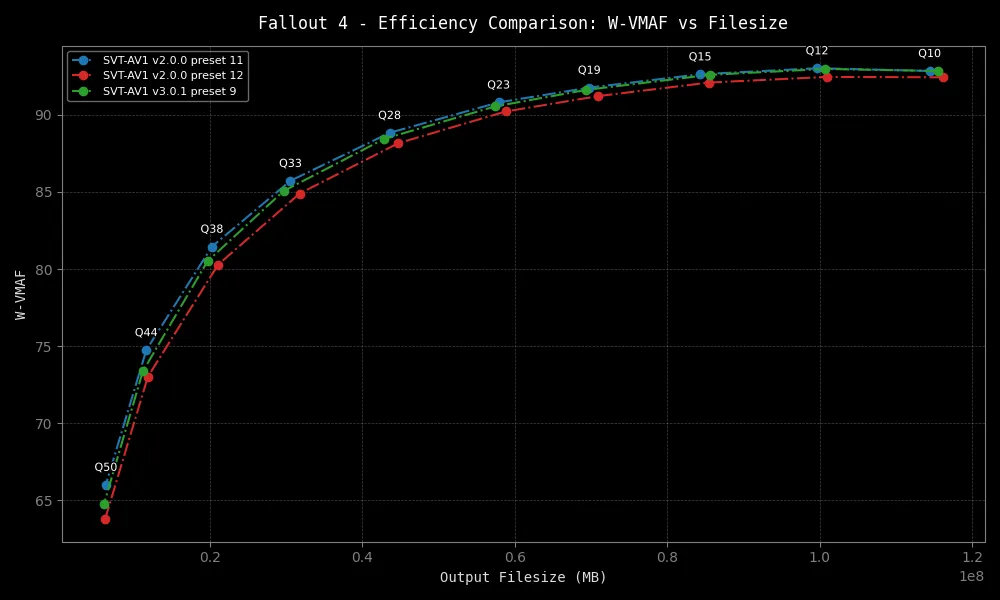 Fallout 4 - Efficiency Comparison: W-VMAF vs Filesize
SVT-AV1 v2.0.0 preset 11
SVT-AV1 v2.0.0 preset 12
SVT-AV1 v3.0.1 preset 9
Q50
Q44
Q38
Q33
Q28
Q23
Q19
Q15
Q12
Q10
90
85
80
75
70
65
W-VMAF
0.2 0.4 0.6 0.8 1.0 1.2
1e8
Output Filesize (MB)